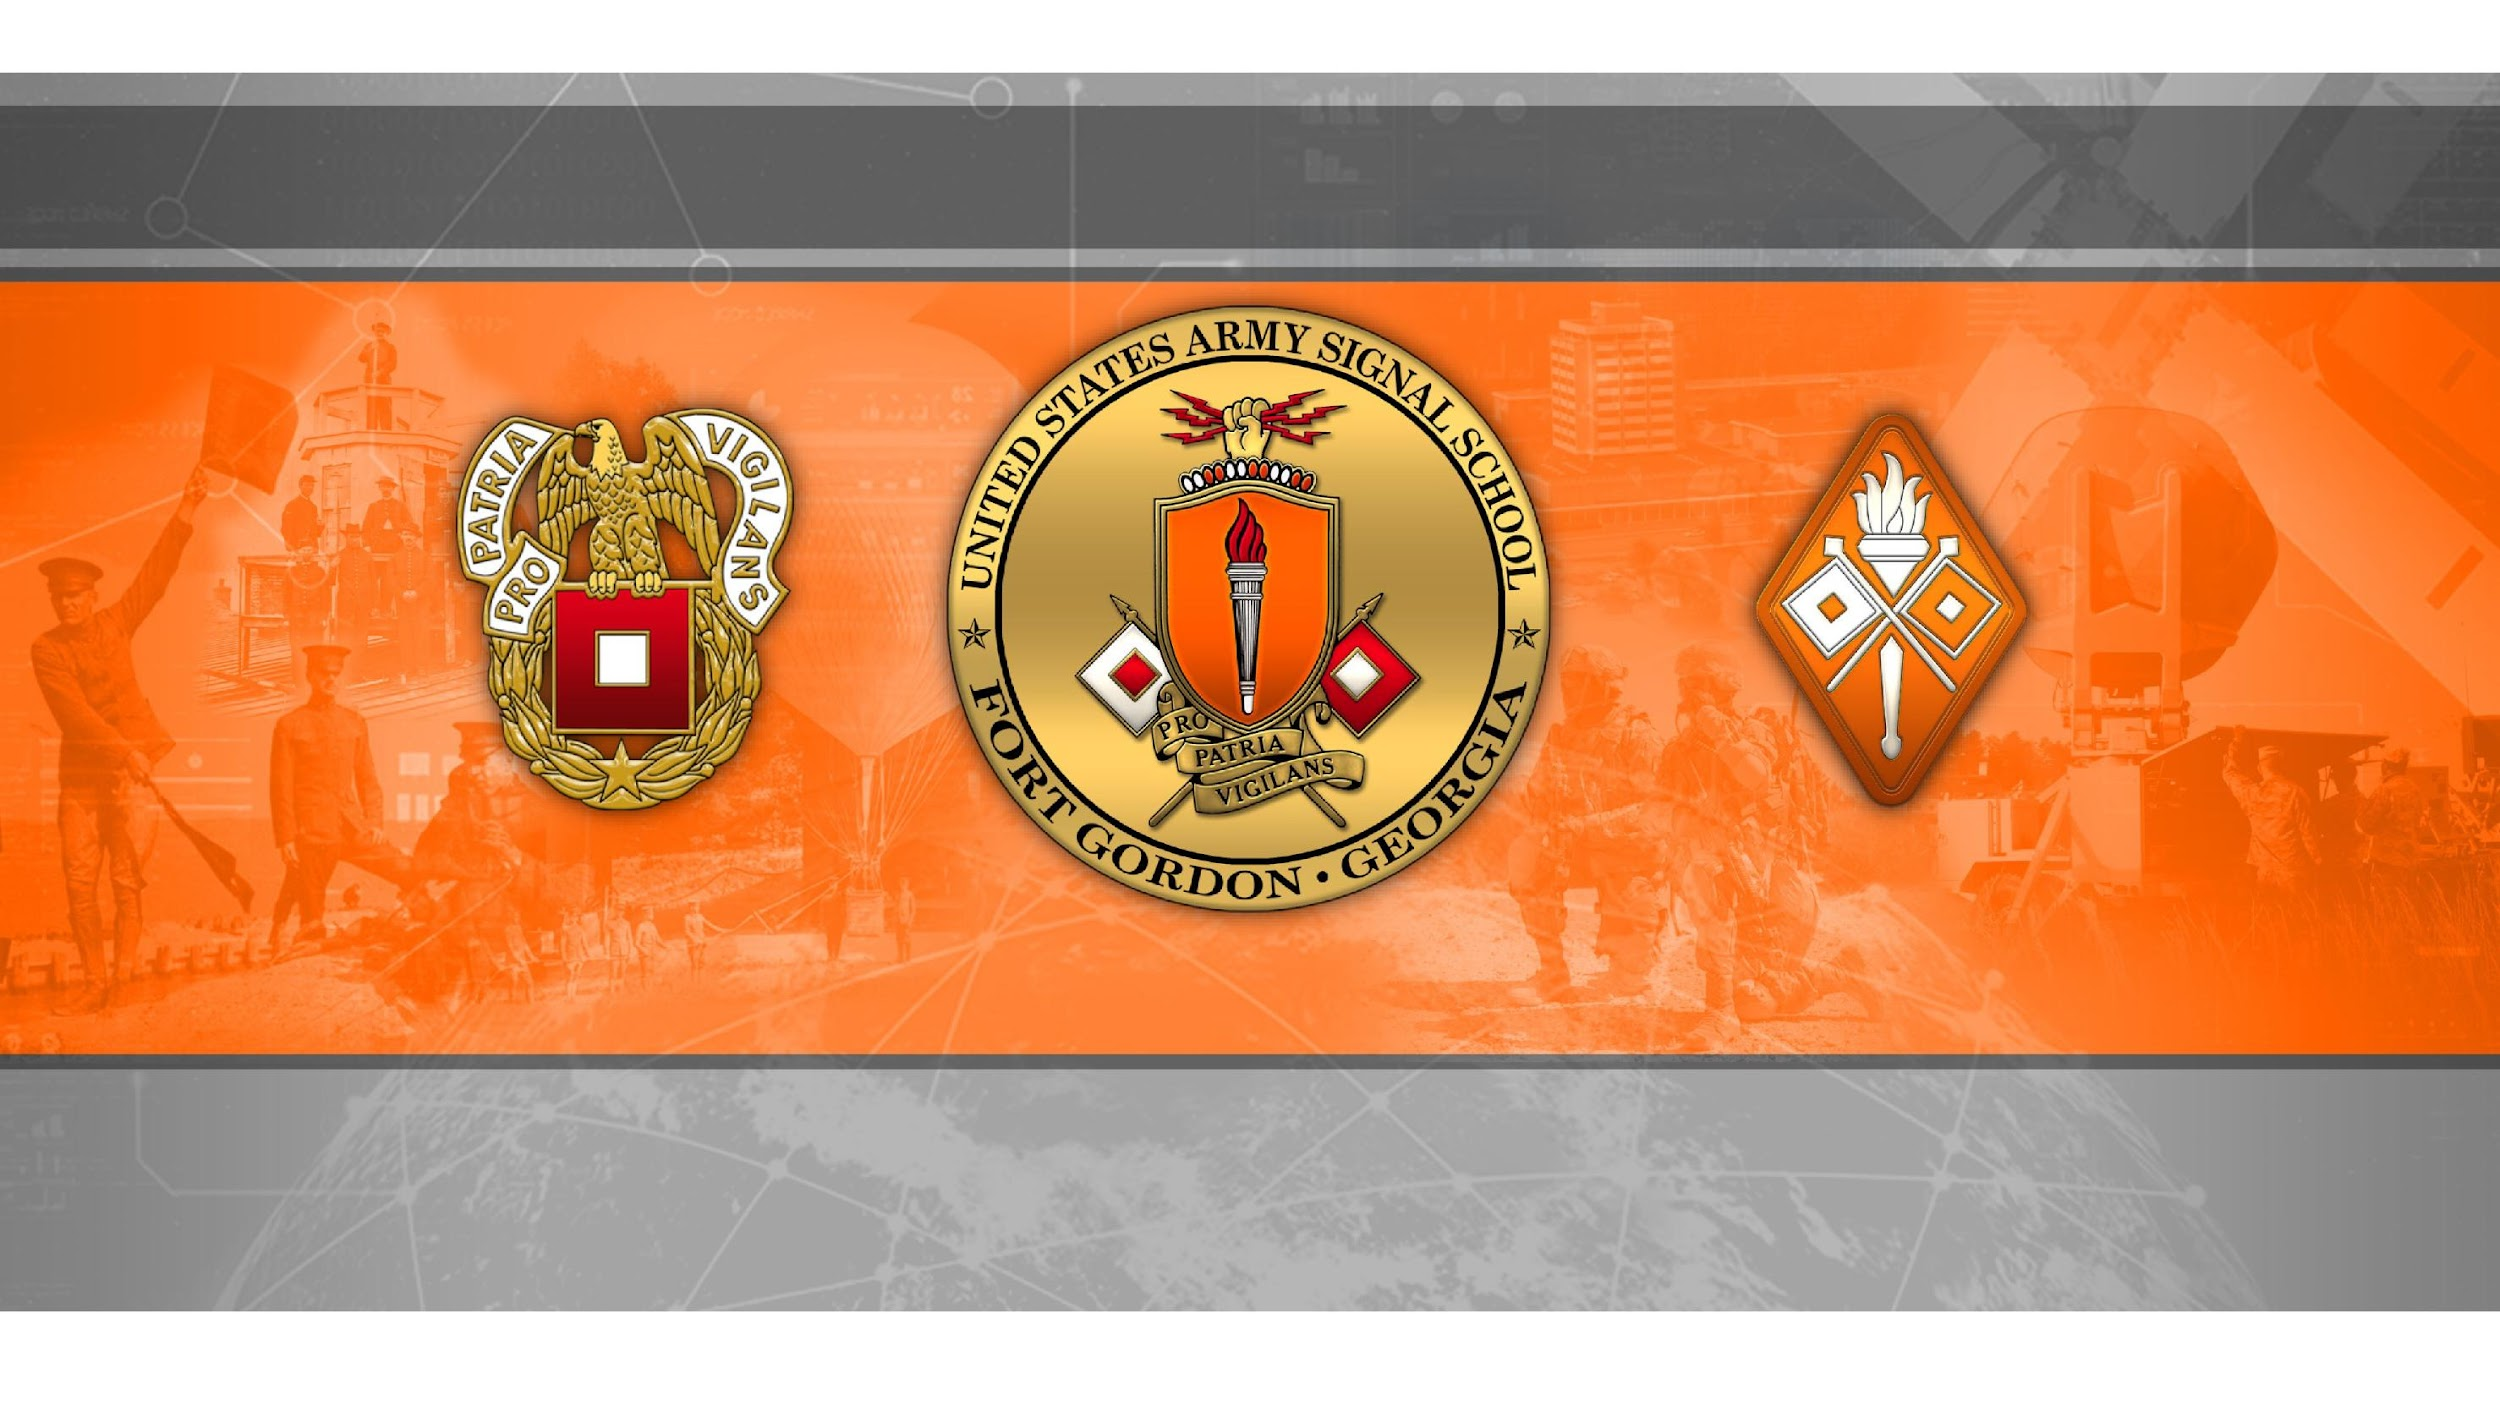 PRO PATRIA VIGILANS
UNITED STATES ARMY SIGNAL SCHOOL
PRO
PATRIA
VIGILANS
FORT GORDON • GEORGIA